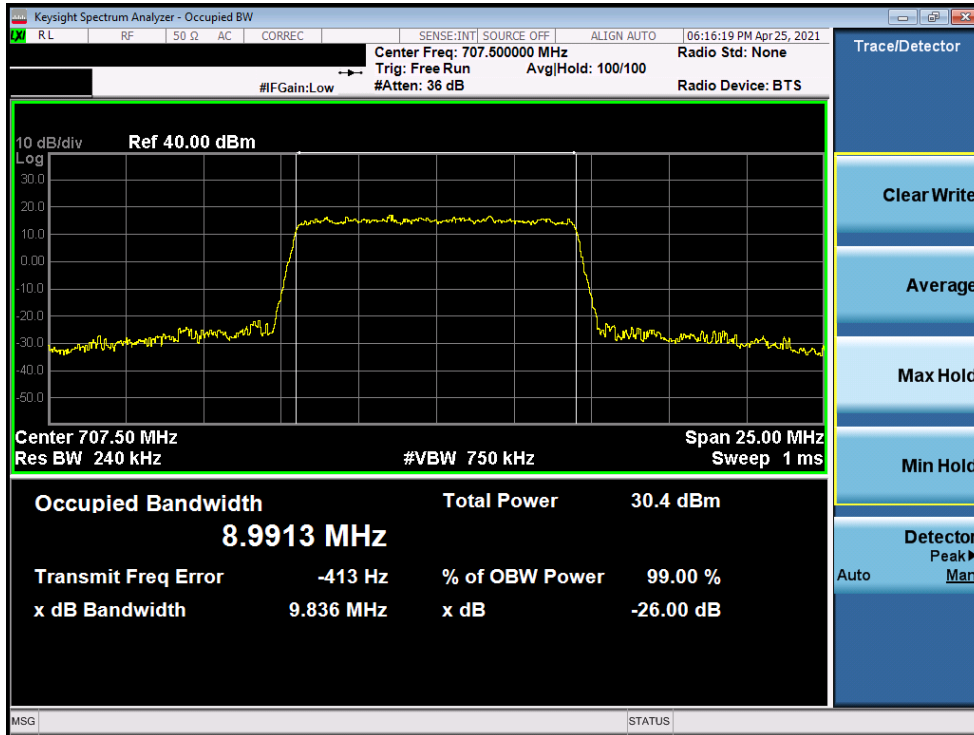 Keysight Spectrum Analyzer - Occupied BW
LXI RL RF 50 Ω AC CORREC SENSE:INT SOURCE OFF ALIGN AUTO 06:16:19 PM Apr 25, 2021
Center Freq: 707.500000 MHz Radio Std: None
Trig: Free Run Avg|Hold: 100/100
#IFGain:Low #Atten: 36 dB Radio Device: BTS
Trace/Detector
10 dB/div Ref 40.00 dBm
Log
30.0
20.0
10.0
0.00
-10.0
-20.0
-30.0
-40.0
-50.0
Center 707.50 MHz Span 25.00 MHz
Res BW 240 kHz #VBW 750 kHz Sweep 1 ms
Occupied Bandwidth Total Power 30.4 dBm
8.9913 MHz
Transmit Freq Error -413 Hz % of OBW Power 99.00 %
x dB Bandwidth 9.836 MHz x dB -26.00 dB
Clear Write
Average
Max Hold
Min Hold
Detector
Peak
Auto Man
MSG STATUS